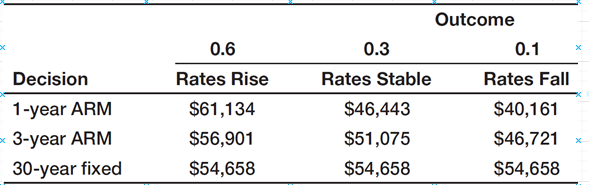 Outcome
0.6 0.3 0.1
Decision Rates Rise Rates Stable Rates Fall
1-year ARM $61,134 $46,443 $40,161
3-year ARM $56,901 $51,075 $46,721
30-year fixed $54,658 $54,658 $54,658